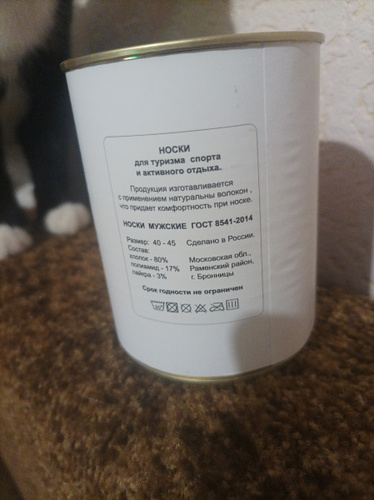 НОСКИ
для туризма спорта
и активного отдыха.
Продукция изготавливается
с применением натуральны волокон ,
что придает комфортность при носке.
НОСКИ МУЖСКИЕ ГОСТ 8541-2014
Размер: 40 - 45 Сделано в России.
Состав:
хлопок - 80% Московская обл.,
полиамид - 17% Раменский район,
лайкра - 3% г. Бронницы
Срок годности не ограничен